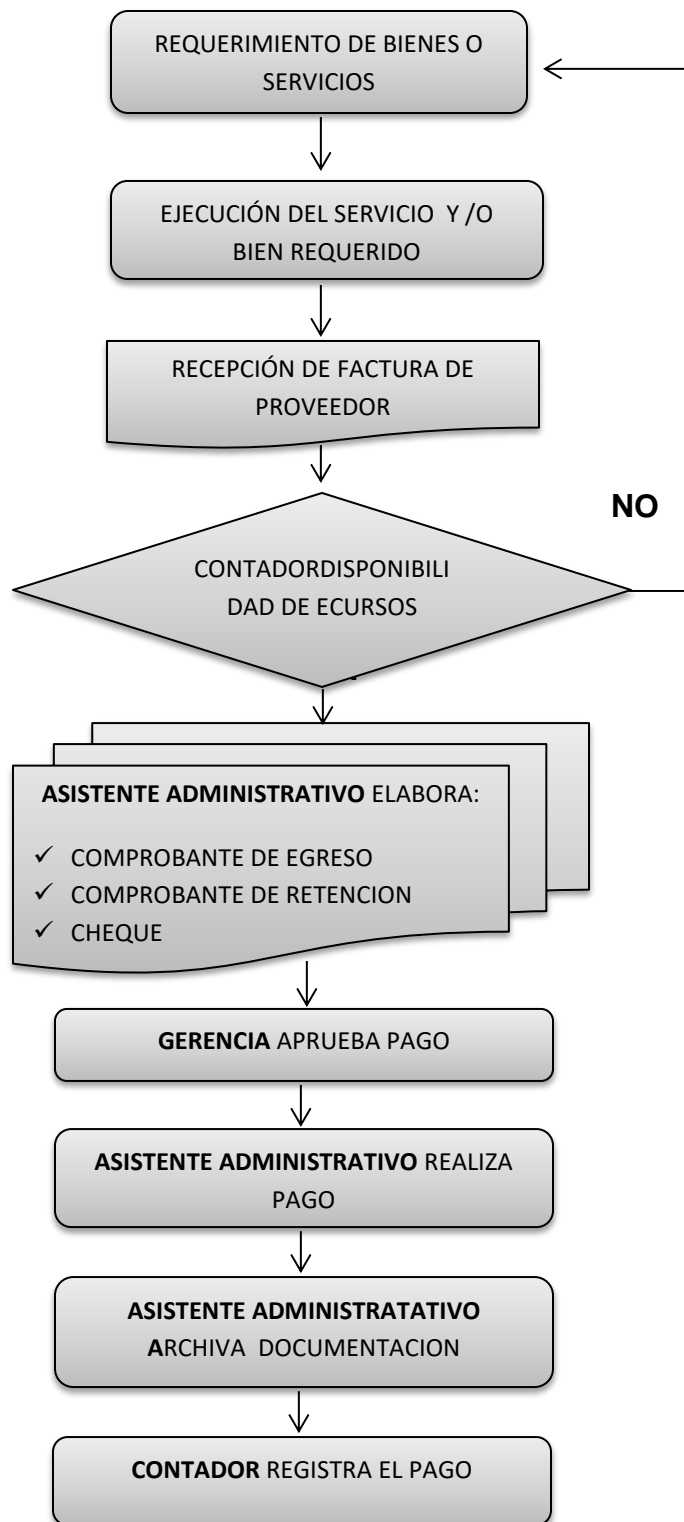 REQUERIMIENTO DE BIENES O
SERVICIOS
EJECUCIÓN DEL SERVICIO Y /O
BIEN REQUERIDO
RECEPCIÓN DE FACTURA DE
PROVEEDOR
NO
CONTADORDISPONIBILI
DAD DE ECURSOS
ASISTENTE ADMINISTRATIVO ELABORA:
✓ COMPROBANTE DE EGRESO
✓ COMPROBANTE DE RETENCION
✓ CHEQUE
GERENCIA APRUEBA PAGO
ASISTENTE ADMINISTRATIVO REALIZA
PAGO
ASISTENTE ADMINISTRATATIVO
ARCHIVA DOCUMENTACION
CONTADOR REGISTRA EL PAGO